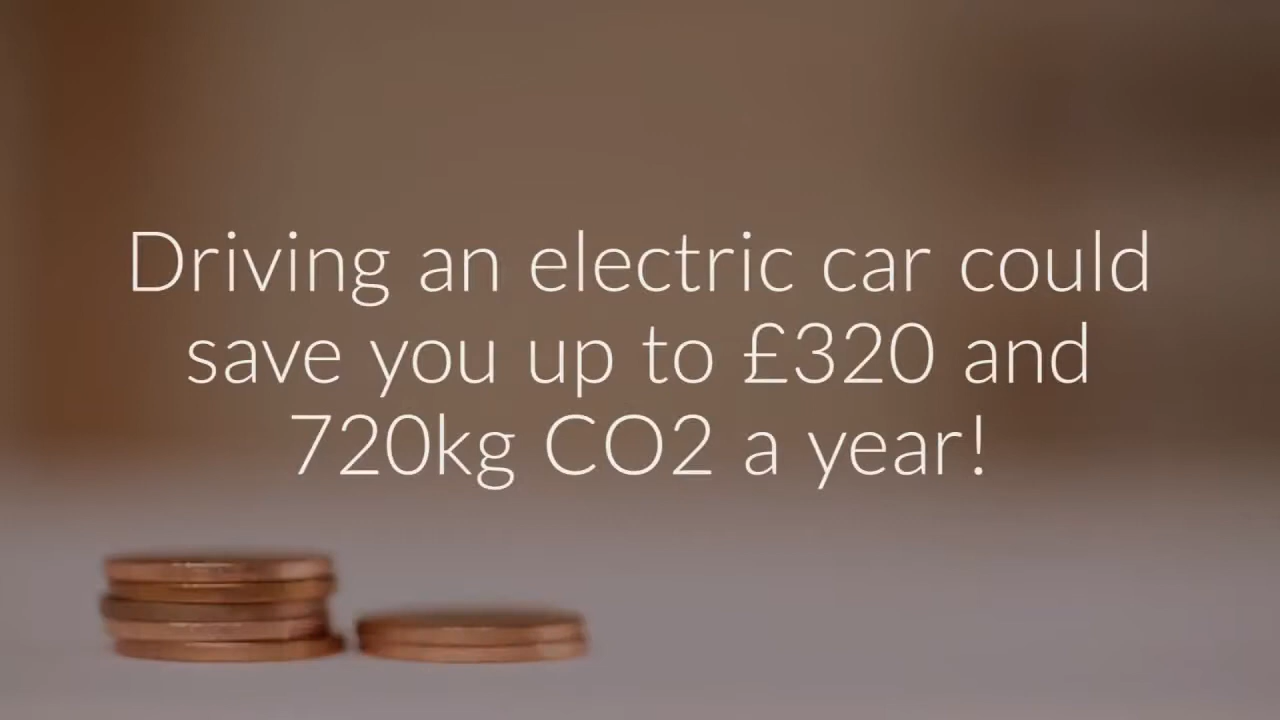 Driving an electric car could
save you up to £320 and
720kg CO2 a year!